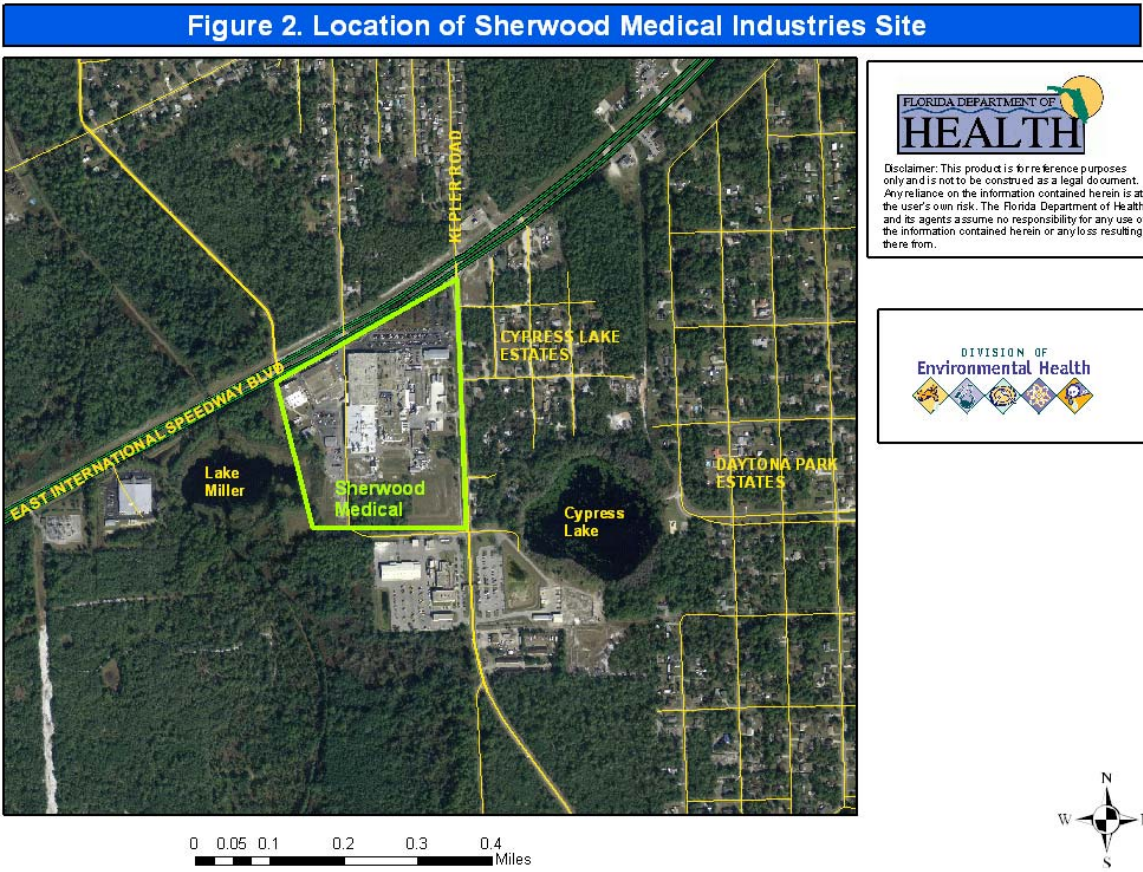 Figure 2. Location of Sherwood Medical Industries Site
FLORIDA DEPARTMENT OF
HEALTH
Disclaimer: This product is for reference purposes
only and is not to be construed as a legal document.
Any reliance on the information contained herein is at
the user's own risk. The Florida Department of Health
and its agents assume no responsibility for any use o
the information contained herein or any loss resulting
there from.
DIVISION OF
Environmental Health
KEPLER ROAD
CYPRESS LAKE
ESTATES
EAST INTERNATIONAL SPEEDWAY BLVD
Lake
Miller
Sherwood
Medical
Cypress
Lake
DAYTONA PARK
ESTATES
0 0.05 0.1 0.2 0.3 0.4
Miles
N
W
S